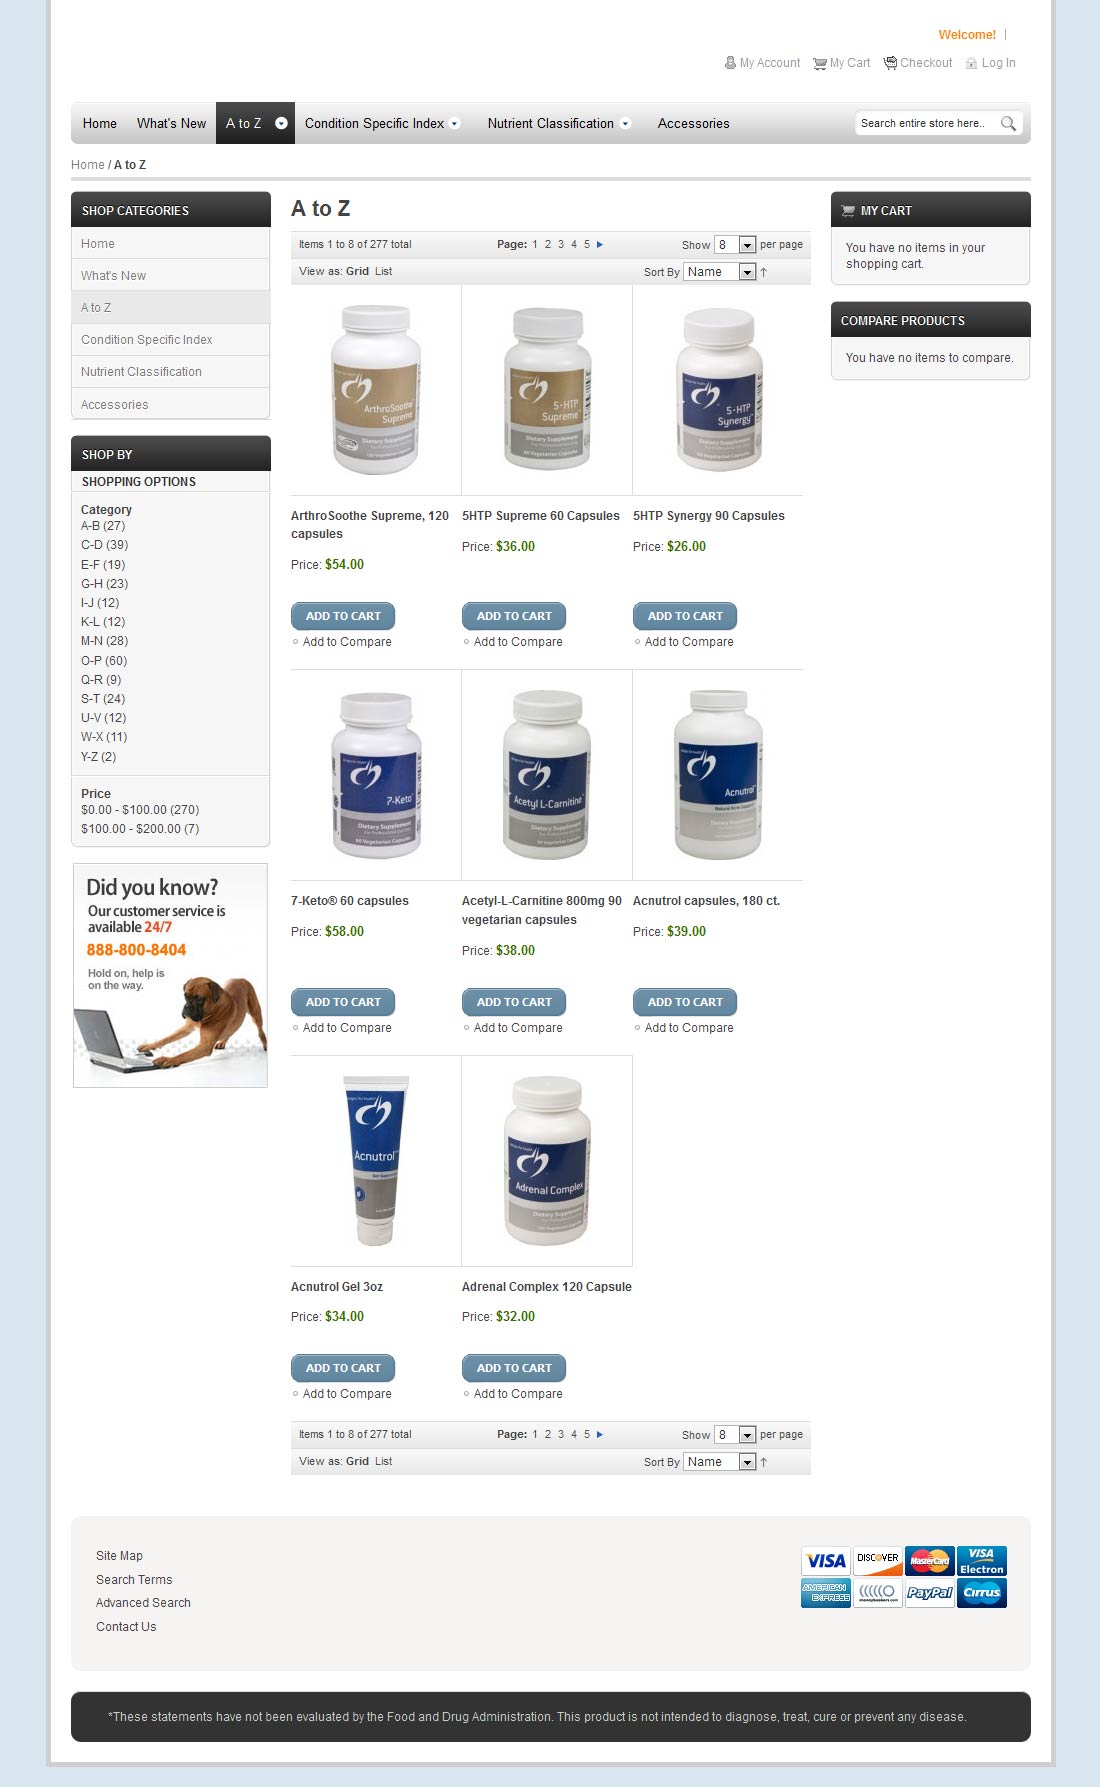 Welcome! |
My Account My Cart Checkout Log In
Home What's New A to Z Condition Specific Index Nutrient Classification Accessories Search entire store here..
Home / A to Z
SHOP CATEGORIES
Home
What's New
A to Z
Condition Specific Index
Nutrient Classification
Accessories
SHOP BY
SHOPPING OPTIONS
Category
A-B (27)
C-D (39)
E-F (19)
G-H (23)
I-J (12)
K-L (12)
M-N (28)
O-P (60)
Q-R (9)
S-T (24)
U-V (12)
W-X (11)
Y-Z (2)
Price
$0.00 - $100.00 (270)
$100.00 - $200.00 (7)
Did you know?
Our customer service is
available 24/7
888-800-8404
Hold on, help is
on the way.
A to Z
Items 1 to 8 of 277 total Page: 1 2 3 4 5 Show 8 per page
View as: Grid List Sort By Name
ArthroSoothe
Supreme
Dietary Supplement
5-HTP
Supreme
Dietary Supplement
5-HTP
Synergy
Dietary Supplement
ArthroSoothe Supreme, 120
capsules
Price: $54.00
ADD TO CART
Add to Compare
5HTP Supreme 60 Capsules
Price: $36.00
ADD TO CART
Add to Compare
5HTP Synergy 90 Capsules
Price: $26.00
ADD TO CART
Add to Compare
7-Keto
Dietary Supplement
Acetyl L-Carnitine
Dietary Supplement
Acnutrol
7-Keto® 60 capsules
Price: $58.00
ADD TO CART
Add to Compare
Acetyl-L-Carnitine 800mg 90
vegetarian capsules
Price: $38.00
ADD TO CART
Add to Compare
Acnutrol capsules, 180 ct.
Price: $39.00
ADD TO CART
Add to Compare
Acnutrol
Adrenal Complex
Dietary Supplement
Acnutrol Gel 3oz
Price: $34.00
ADD TO CART
Add to Compare
Adrenal Complex 120 Capsule
Price: $32.00
ADD TO CART
Add to Compare
Items 1 to 8 of 277 total Page: 1 2 3 4 5 Show 8 per page
View as: Grid List Sort By Name
MY CART
You have no items in your
shopping cart.
COMPARE PRODUCTS
You have no items to compare.
Site Map
Search Terms
Advanced Search
Contact Us
VISA DISCOVER MasterCard VISA Electron
AMERICAN EXPRESS moneybookers.com PayPal Cirrus
*These statements have not been evaluated by the Food and Drug Administration. This product is not intended to diagnose, treat, cure or prevent any disease.